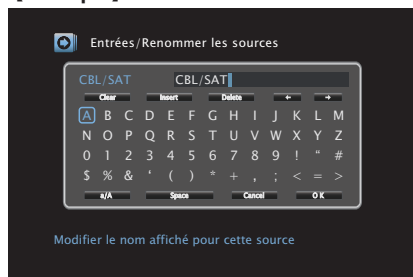 Entrées/Renommer les sources
CBL/SAT CBL/SAT
Clear Insert Delete ← →
A B C D E F G H I J K L M
N O P Q R S T U V W X Y Z
0 1 2 3 4 5 6 7 8 9 ! “ #
$ % & ‘ ( ) * + , ; < = >
a/A Space Cancel OK
Modifier le nom affiché pour cette source